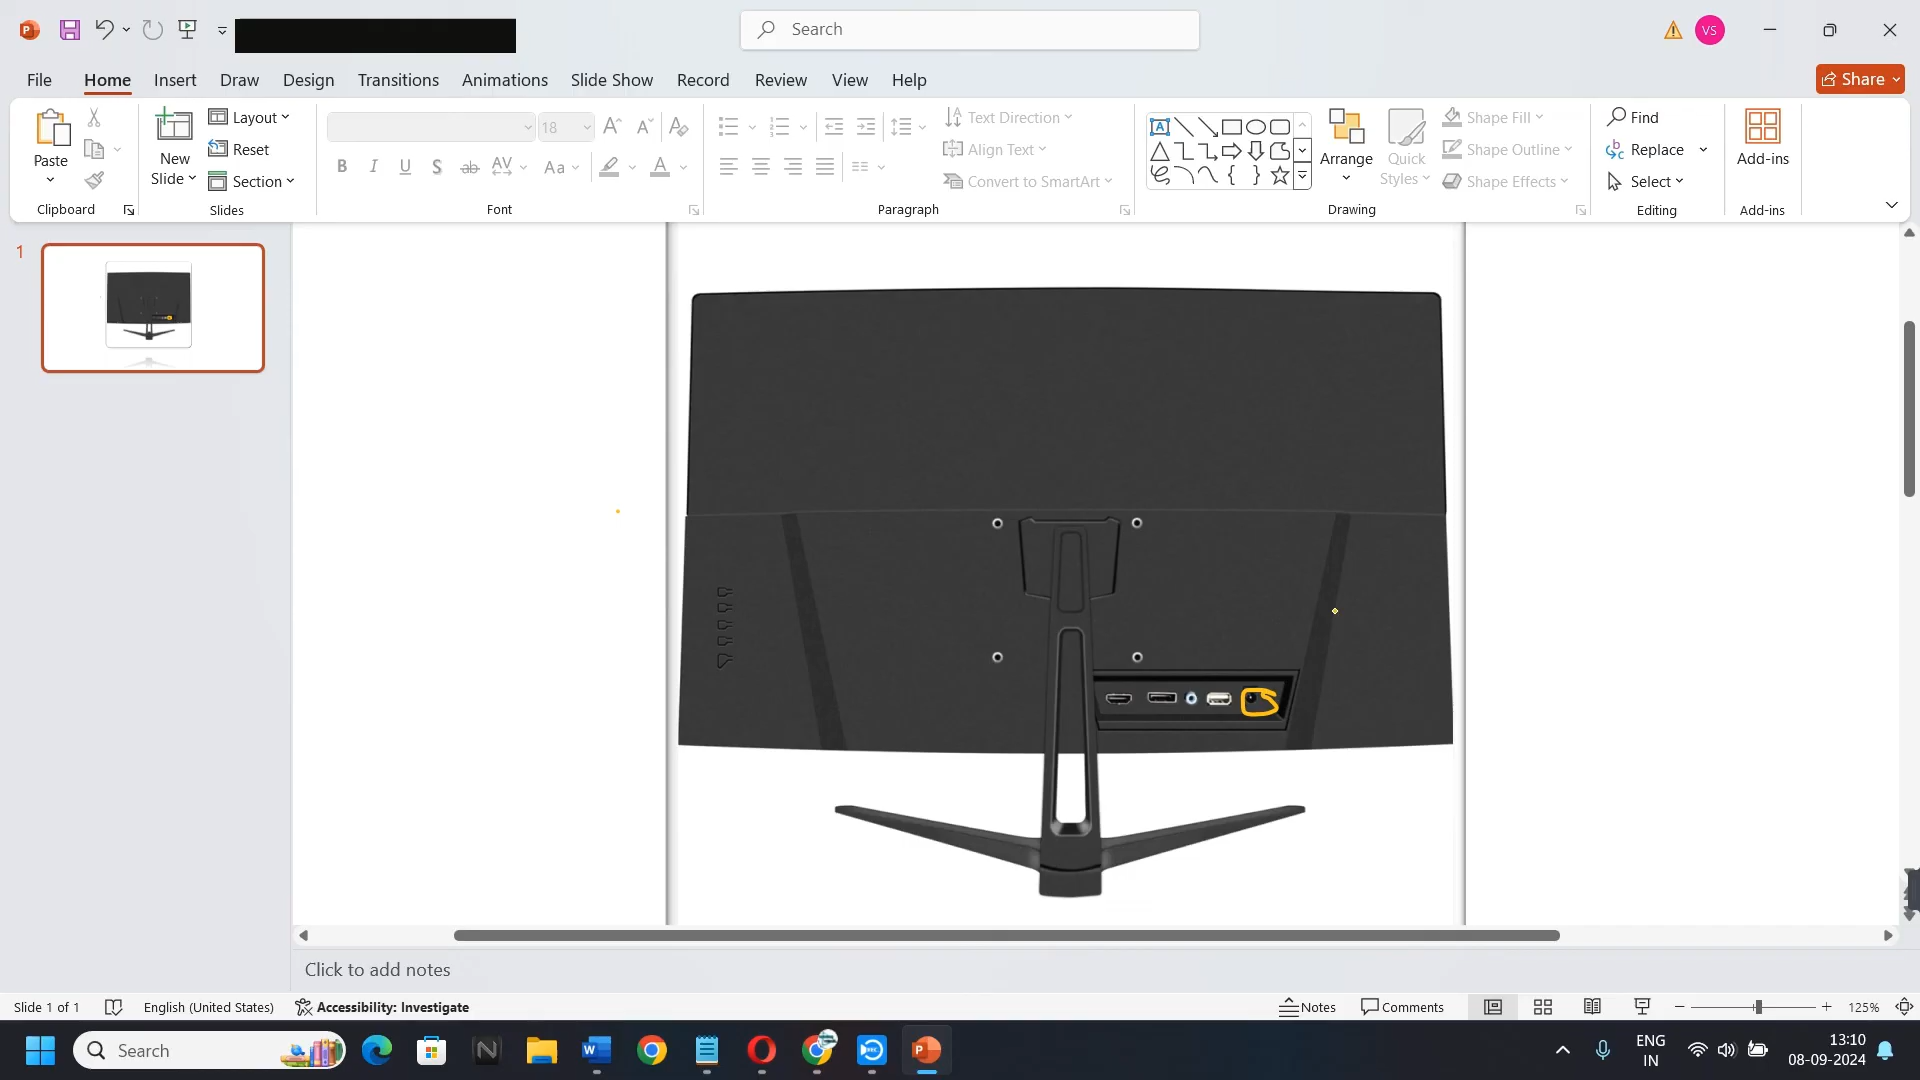 Search
VS
File Home Insert Draw Design Transitions Animations Slide Show Record Review View Help
Share
Paste
New Slide
Layout
Reset
Section
18
B I U S ab AV Aa A
Text Direction
Align Text
Convert to SmartArt
Arrange
Quick Styles
Shape Fill
Shape Outline
Shape Effects
Find
Replace
Select
Add-ins
Clipboard Slides Font Paragraph Drawing Editing Add-ins
1
Click to add notes
Slide 1 of 1 English (United States) Accessibility: Investigate Notes Comments 125%
Search
ENG
IN
13:10
08-09-2024